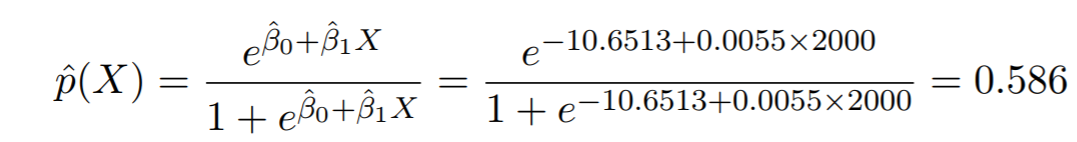 p̂(X) = e^{β̂₀+β̂₁X} / (1 + e^{β̂₀+β̂₁X}) = e^{−10.6513+0.0055×2000} / (1 + e^{−10.6513+0.0055×2000}) = 0.586